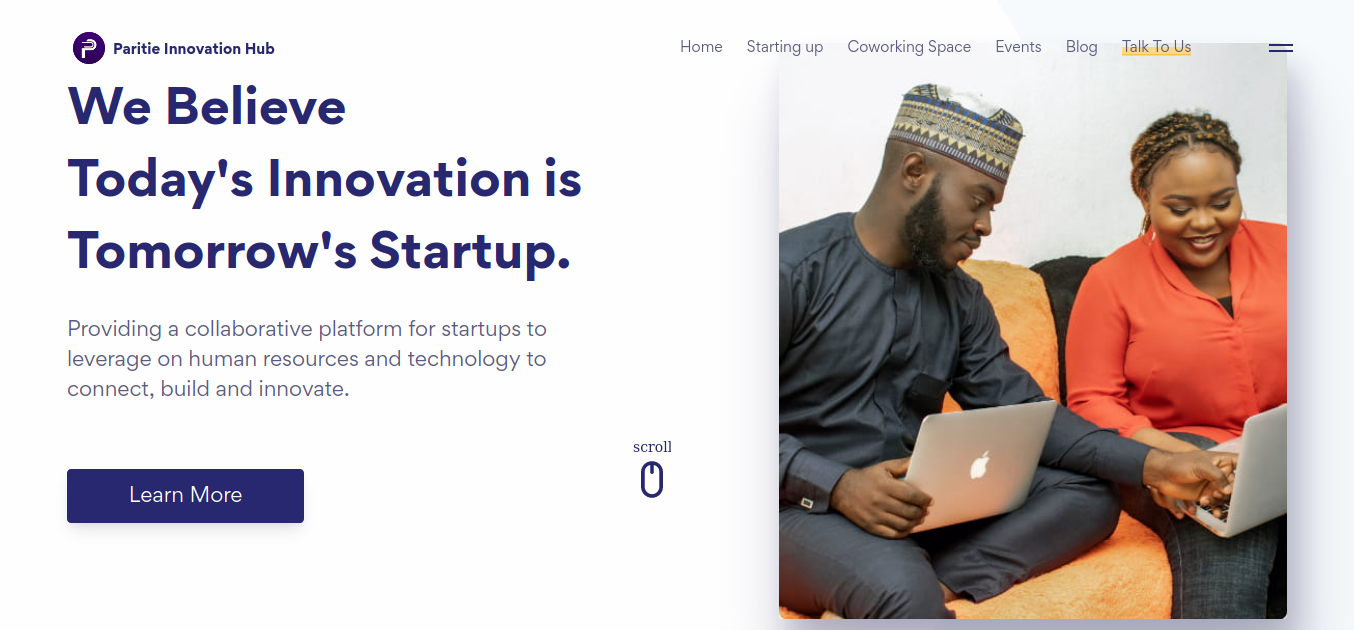 Paritie Innovation Hub
Home Starting up Coworking Space Events Blog Talk To Us
We Believe
Today's Innovation is
Tomorrow's Startup.
Providing a collaborative platform for startups to
leverage on human resources and technology to
connect, build and innovate.
scroll
Learn More